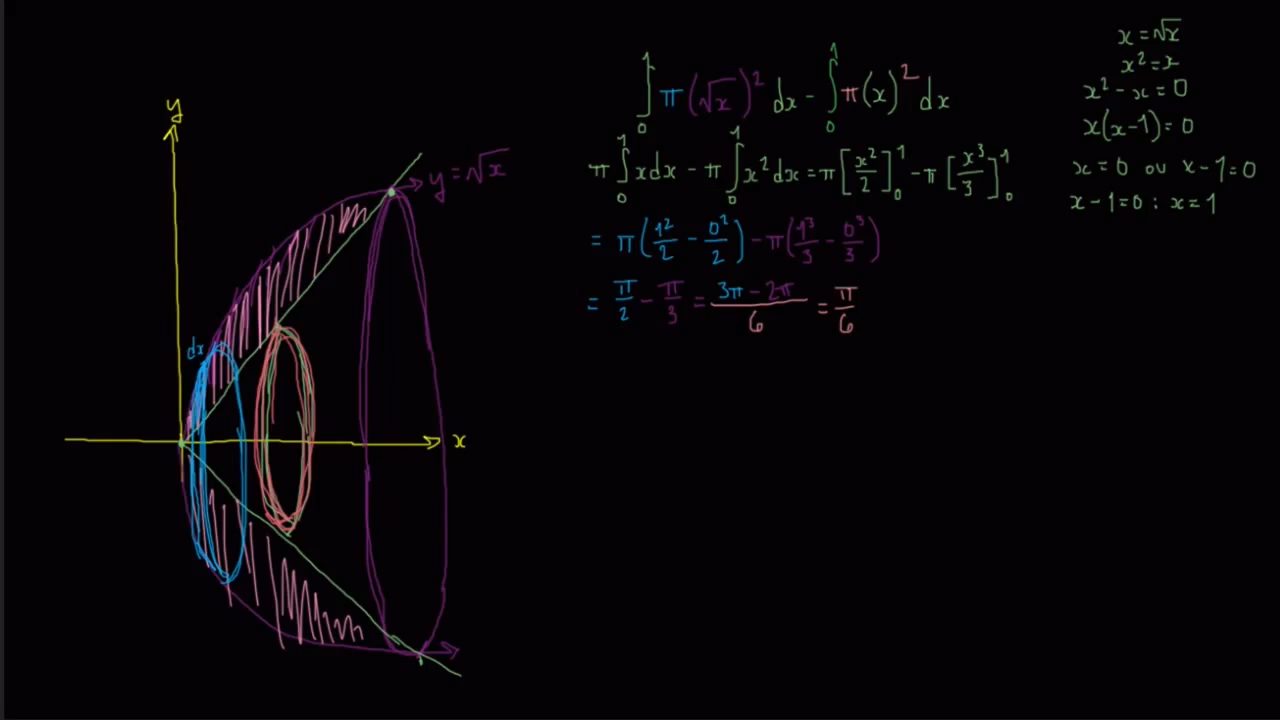 y
y = √x
dx
x
∫₀¹ π(√x)² dx − ∫₀¹ π(x)² dx
π ∫₀¹ x dx − π ∫₀¹ x² dx = π [x²/2]₀¹ − π [x³/3]₀¹
= π(1²/2 − 0²/2) − π(1³/3 − 0³/3)
= π/2 − π/3 = (3π − 2π)/6 = π/6
x = √x
x² = x
x² − x = 0
x(x−1) = 0
x = 0 ou x − 1 = 0
x − 1 = 0 : x = 1